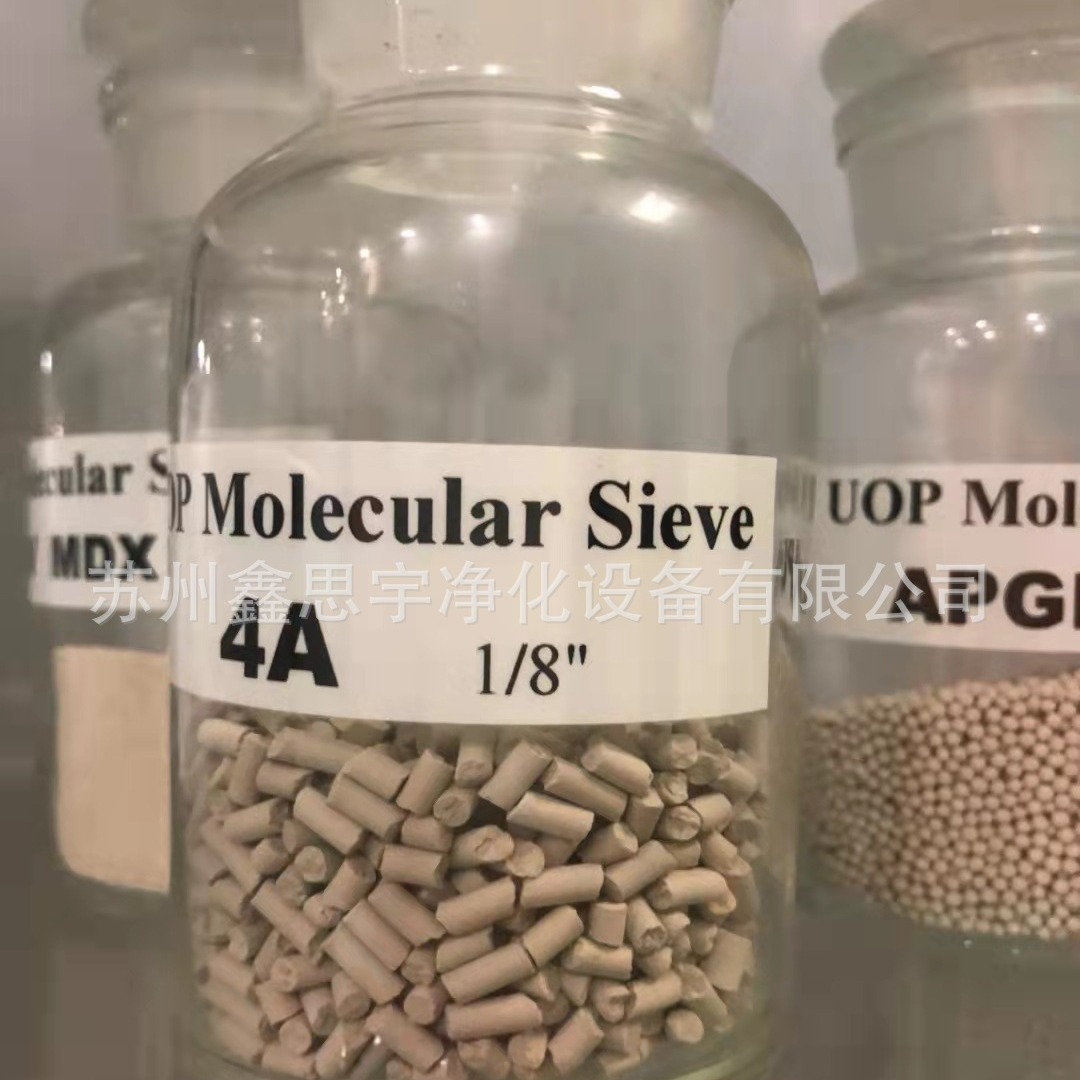 ecular S
MDX
OP Molecular Sieve
4A 1/8"
UOP Mol
APG
苏州鑫思宇净化设备有限公司